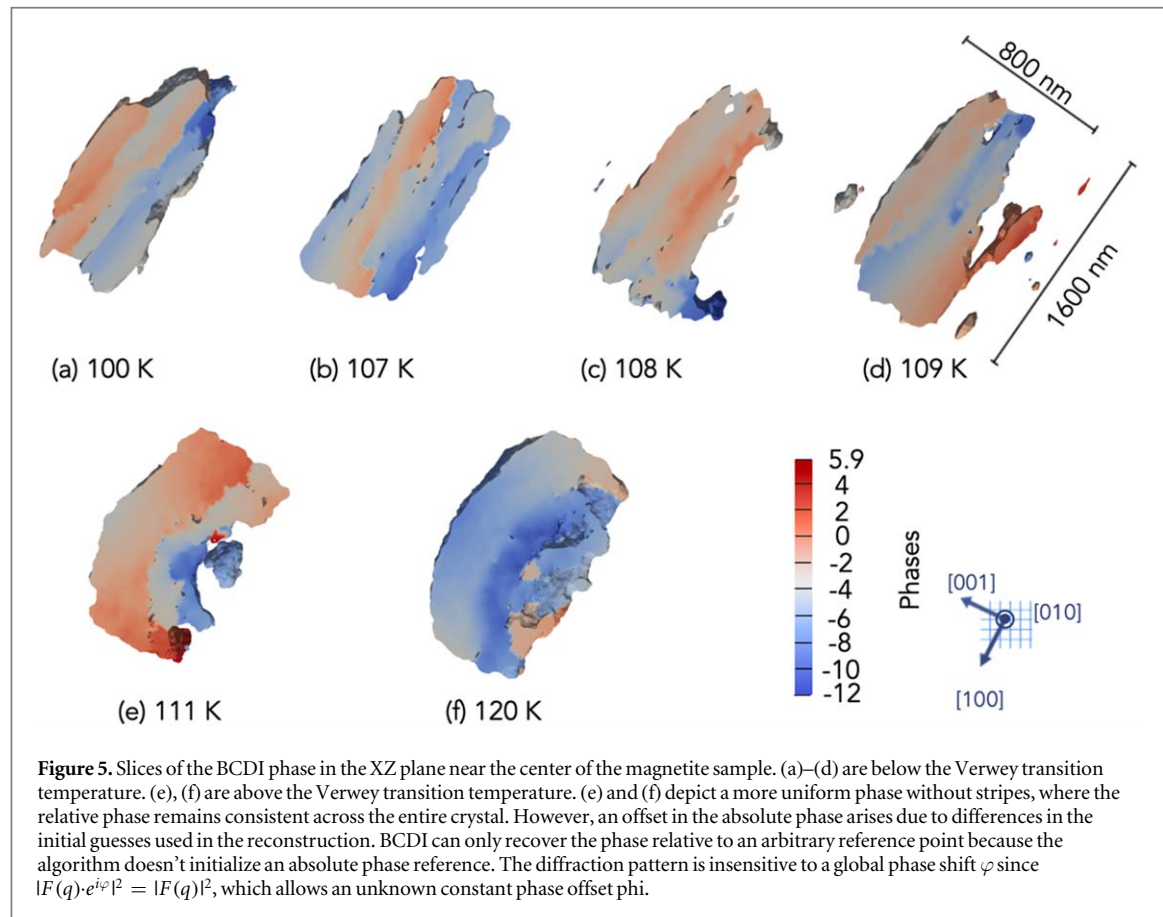 800 nm
1600 nm
(a) 100 K
(b) 107 K
(c) 108 K
(d) 109 K
5.9
4
2
0
-2
-4
-6
-8
-10
-12
Phases
[001]
[010]
[100]
(e) 111 K
(f) 120 K
Figure 5. Slices of the BCDI phase in the XZ plane near the center of the magnetite sample. (a)–(d) are below the Verwey transition
temperature. (e), (f) are above the Verwey transition temperature. (e) and (f) depict a more uniform phase without stripes, where the
relative phase remains consistent across the entire crystal. However, an offset in the absolute phase arises due to differences in the
initial guesses used in the reconstruction. BCDI can only recover the phase relative to an arbitrary reference point because the
algorithm doesn't initialize an absolute phase reference. The diffraction pattern is insensitive to a global phase shift φ since
|F(q)·e^{iφ}|² = |F(q)|², which allows an unknown constant phase offset phi.